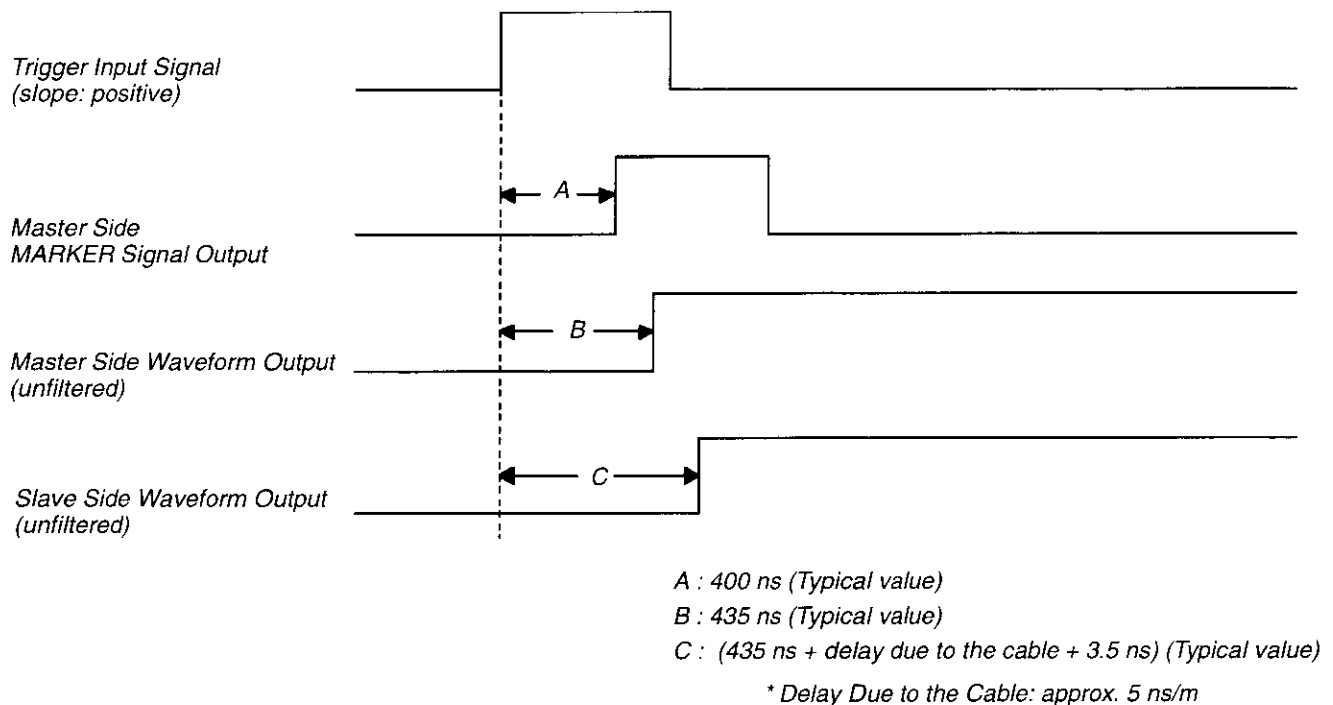 Trigger Input Signal
(slope: positive)
A
Master Side
MARKER Signal Output
B
Master Side Waveform Output
(unfiltered)
C
Slave Side Waveform Output
(unfiltered)
A : 400 ns (Typical value)
B : 435 ns (Typical value)
C : (435 ns + delay due to the cable + 3.5 ns) (Typical value)
* Delay Due to the Cable: approx. 5 ns/m